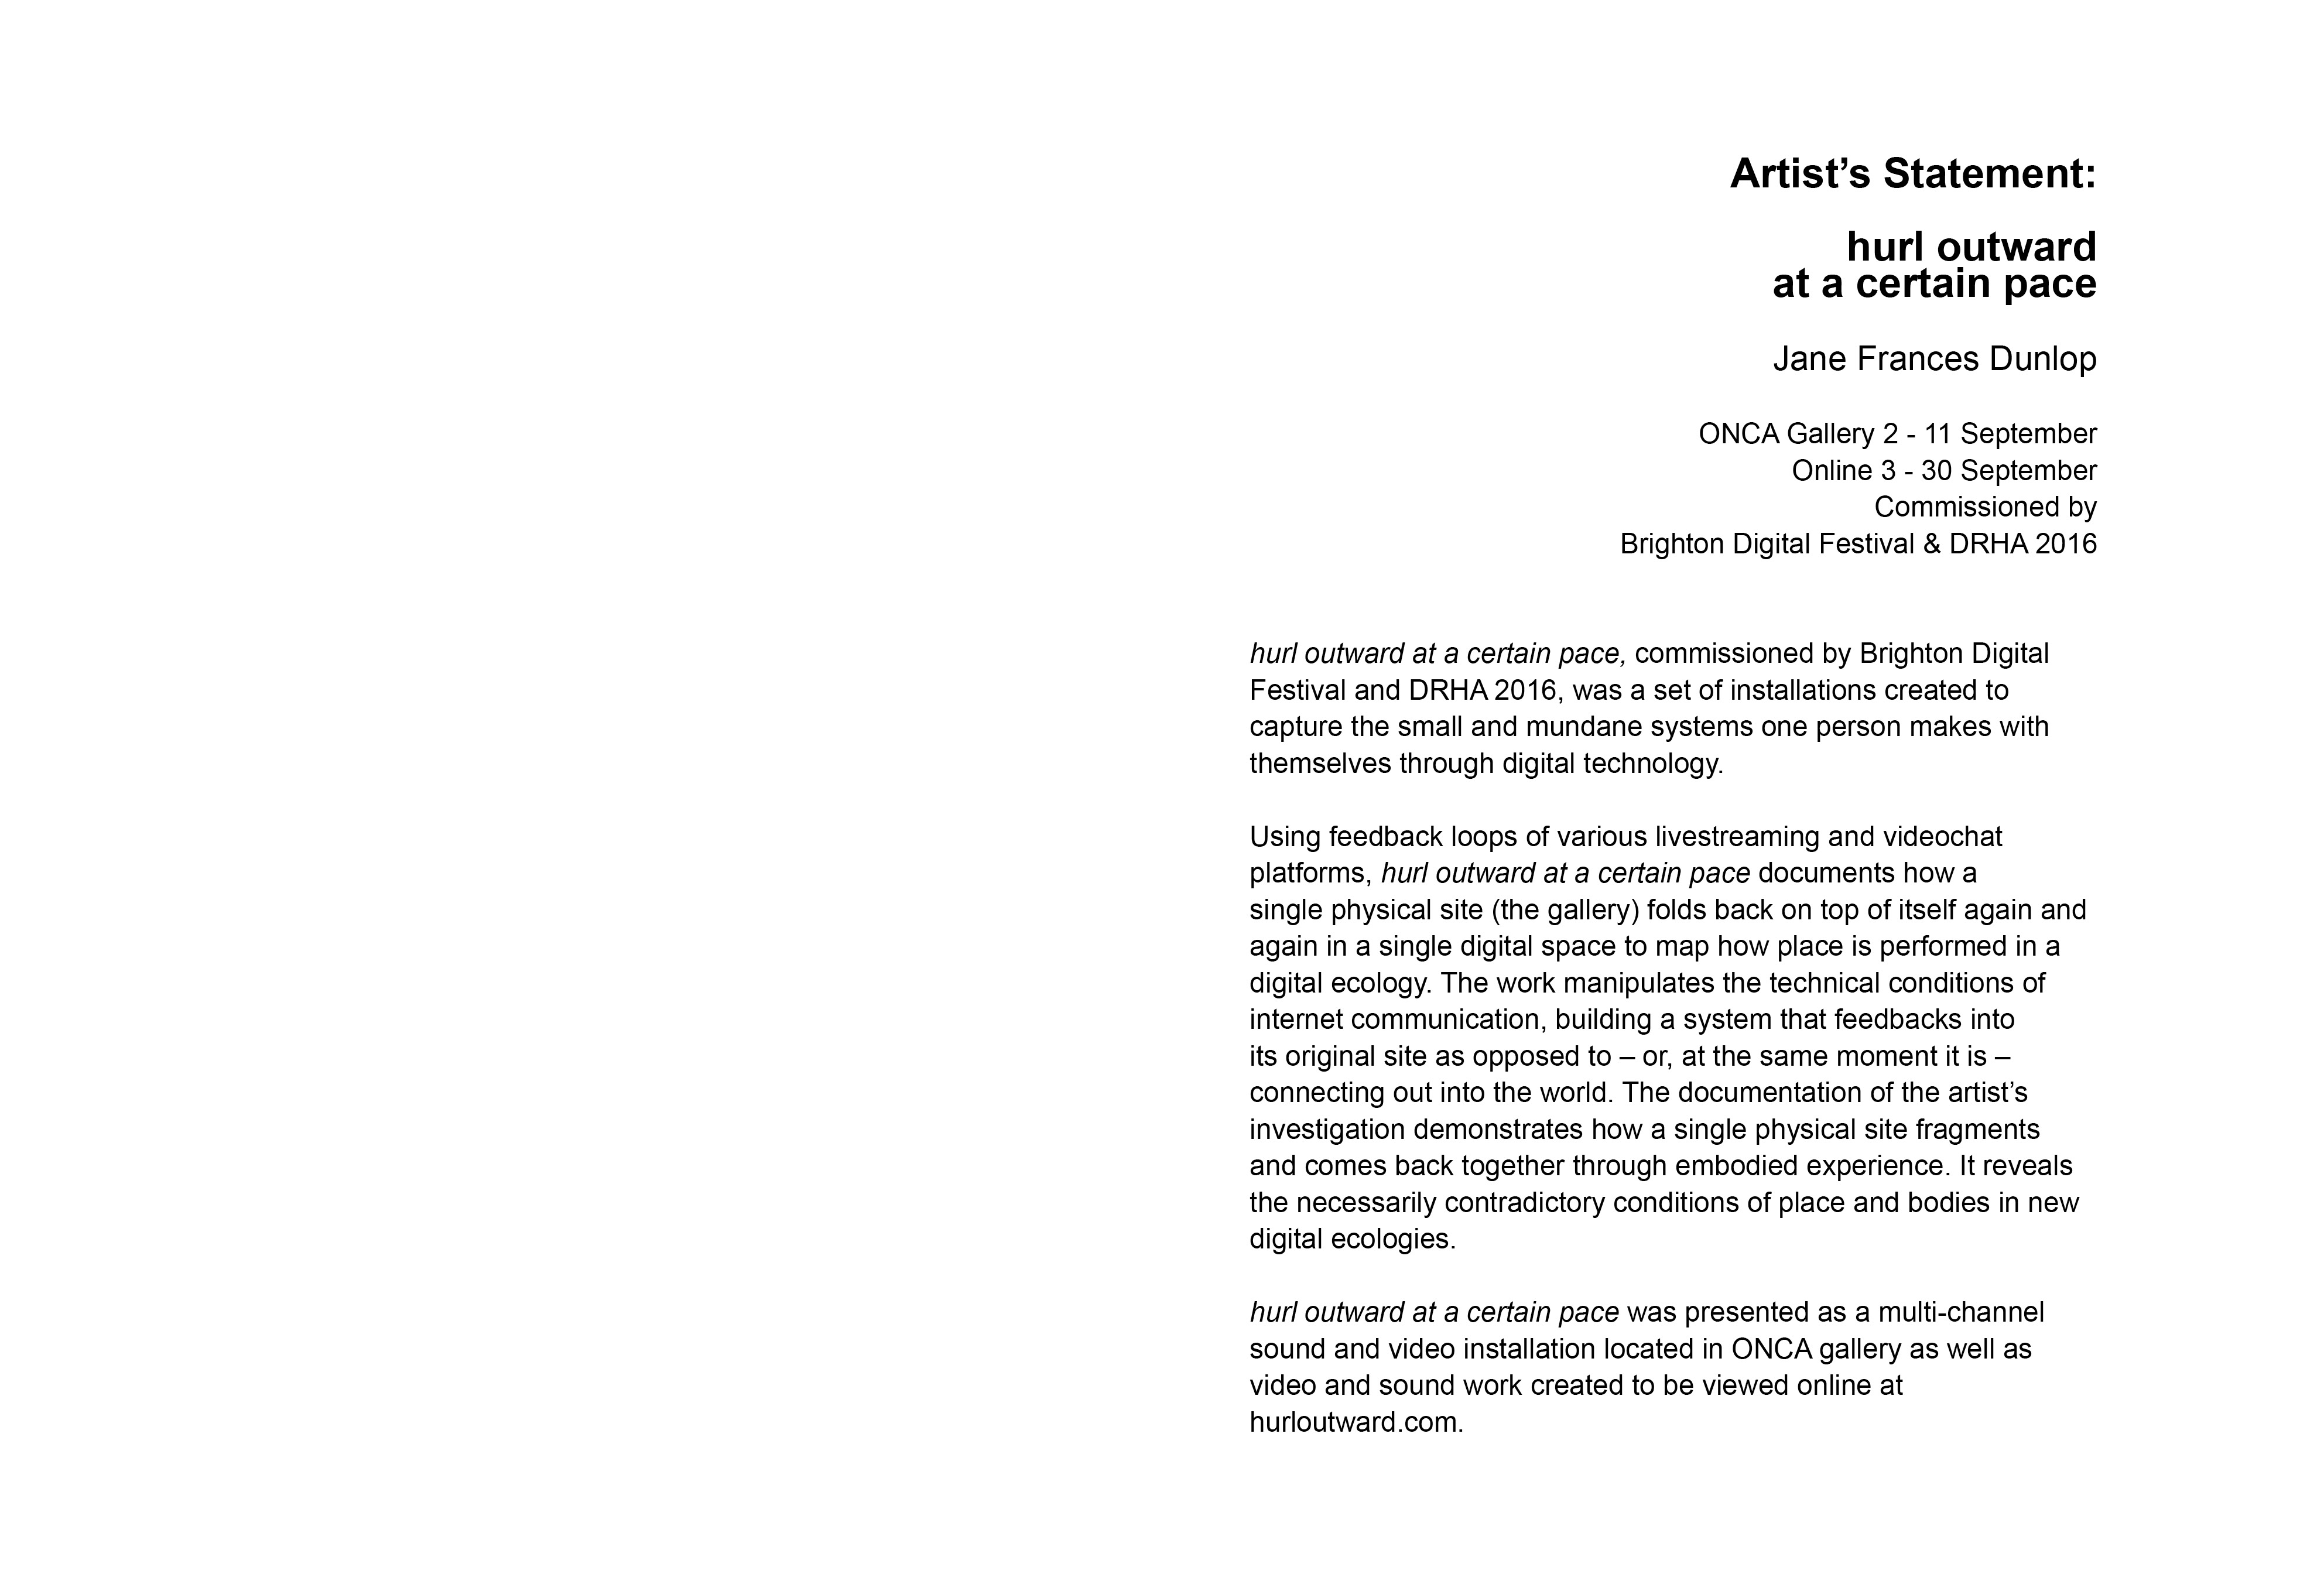 Artist’s Statement:
hurl outward
at a certain pace
Jane Frances Dunlop
ONCA Gallery 2 - 11 September
Online 3 - 30 September
Commissioned by
Brighton Digital Festival & DRHA 2016
hurl outward at a certain pace, commissioned by Brighton Digital
Festival and DRHA 2016, was a set of installations created to
capture the small and mundane systems one person makes with
themselves through digital technology.
Using feedback loops of various livestreaming and videochat
platforms, hurl outward at a certain pace documents how a
single physical site (the gallery) folds back on top of itself again and
again in a single digital space to map how place is performed in a
digital ecology. The work manipulates the technical conditions of
internet communication, building a system that feedbacks into
its original site as opposed to – or, at the same moment it is –
connecting out into the world. The documentation of the artist’s
investigation demonstrates how a single physical site fragments
and comes back together through embodied experience. It reveals
the necessarily contradictory conditions of place and bodies in new
digital ecologies.
hurl outward at a certain pace was presented as a multi-channel
sound and video installation located in ONCA gallery as well as
video and sound work created to be viewed online at
hurloutward.com.